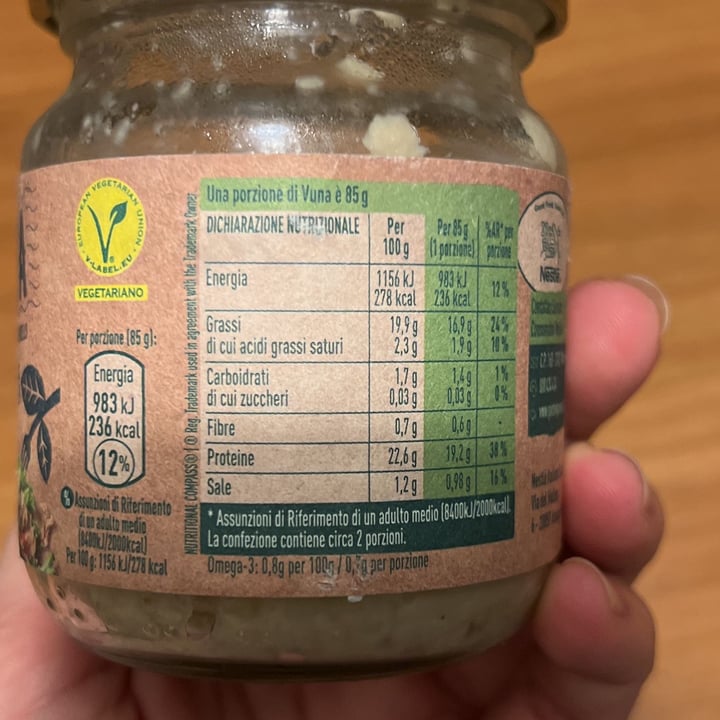 EUROPEAN VEGETARIAN UNION
V-LABEL.EU
VEGETARIANO
Per porzione (85 g):
Energia
983 kJ
236 kcal
12%
% Assunzioni di Riferimento
di un adulto medio
(8400kJ/2000kcal)
Per 100 g: 1156 kJ/278 kcal
NUTRITIONAL COMPASS® | ® Reg. Trademark used in agreement with the Trademark Owner
Una porzione di Vuna è 85 g
DICHIARAZIONE NUTRIZIONALE Per 100 g Per 85 g (1 porzione) %AR* per porzione
Energia 1156 kJ 983 kJ 12%
278 kcal 236 kcal
Grassi 19,9 g 16,9 g 24%
di cui acidi grassi saturi 2,3 g 1,9 g 10%
Carboidrati 1,7 g 1,4 g 1%
di cui zuccheri 0,03 g 0,03 g 0%
Fibre 0,7 g 0,6 g -
Proteine 22,6 g 19,2 g 38%
Sale 1,2 g 0,98 g 16%
* Assunzioni di Riferimento di un adulto medio (8400kJ/2000kcal).
La confezione contiene circa 2 porzioni.
Omega-3: 0,8g per 100g / 0,7g per porzione
Nestlé